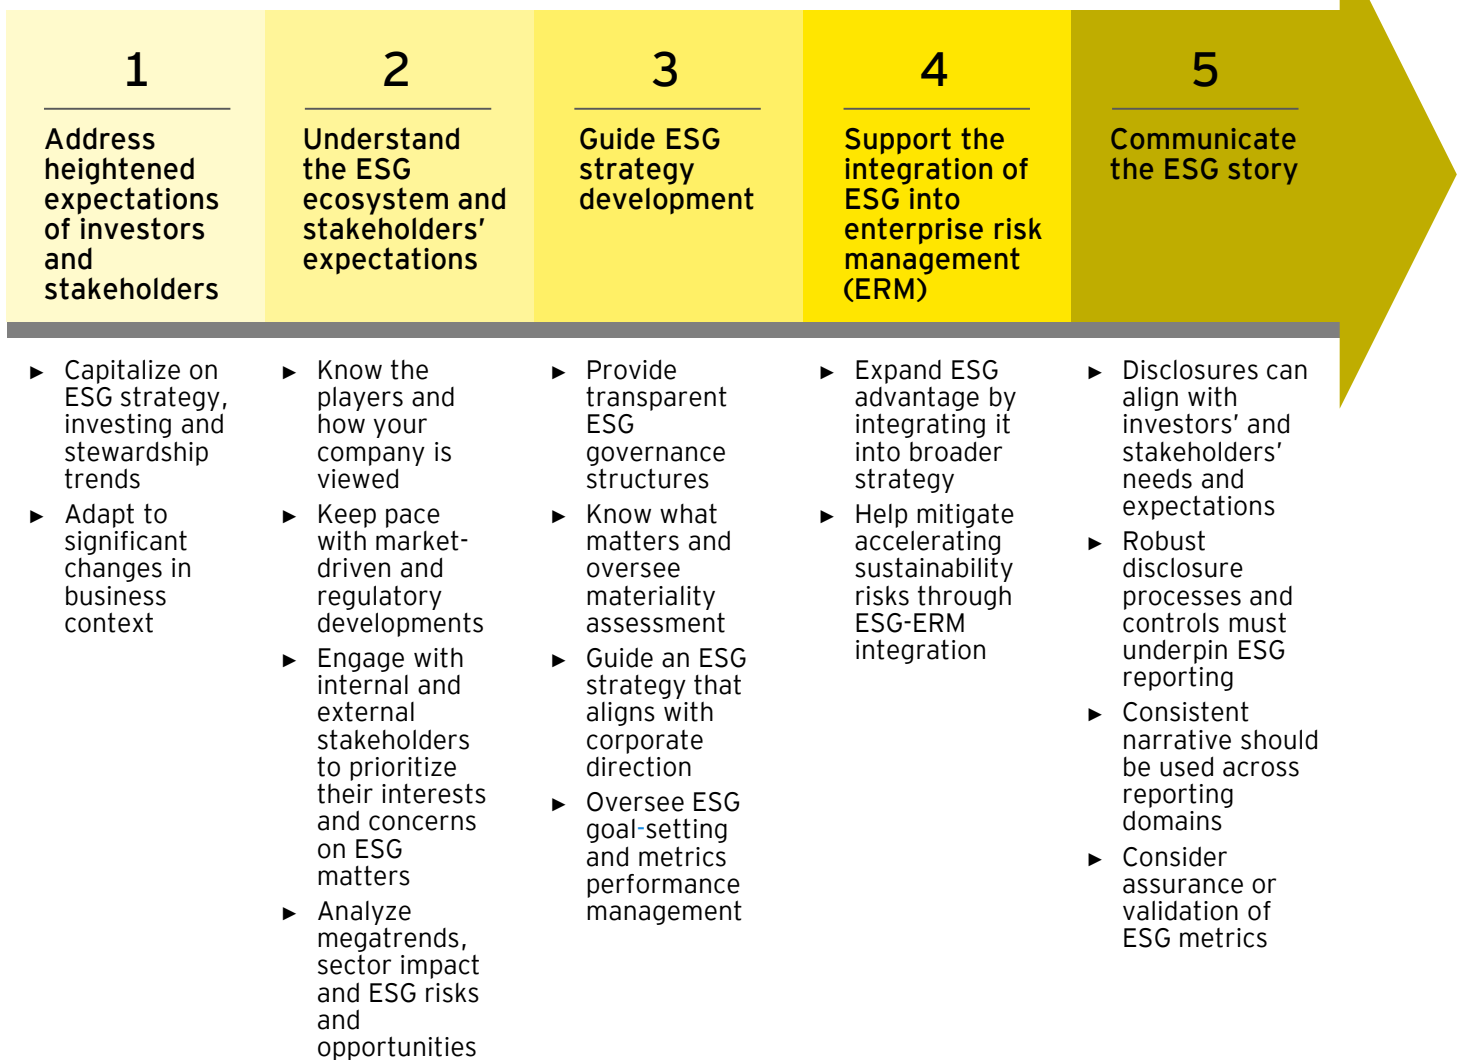 1
Address
heightened
expectations
of investors
and
stakeholders
► Capitalize on
ESG strategy,
investing and
stewardship
trends
► Adapt to
significant
changes in
business
context
2
Understand
the ESG
ecosystem and
stakeholders’
expectations
► Know the
players and
how your
company is
viewed
► Keep pace
with market-
driven and
regulatory
developments
► Engage with
internal and
external
stakeholders
to prioritize
their interests
and concerns
on ESG
matters
► Analyze
megatrends,
sector impact
and ESG risks
and
opportunities
3
Guide ESG
strategy
development
► Provide
transparent
ESG
governance
structures
► Know what
matters and
oversee
materiality
assessment
► Guide an ESG
strategy that
aligns with
corporate
direction
► Oversee ESG
goal-setting
and metrics
performance
management
4
Support the
integration of
ESG into
enterprise risk
management
(ERM)
► Expand ESG
advantage by
integrating it
into broader
strategy
► Help mitigate
accelerating
sustainability
risks through
ESG-ERM
integration
5
Communicate
the ESG story
► Disclosures can
align with
investors’ and
stakeholders’
needs and
expectations
► Robust
disclosure
processes and
controls must
underpin ESG
reporting
► Consistent
narrative should
be used across
reporting
domains
► Consider
assurance or
validation of
ESG metrics